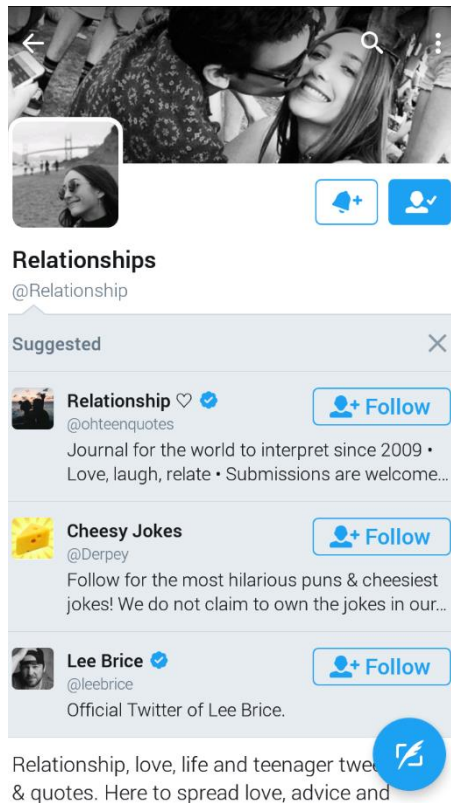 Relationships
@Relationship
Suggested
Relationship ♡
@ohteenquotes
Follow
Journal for the world to interpret since 2009 •
Love, laugh, relate • Submissions are welcome...
Cheesy Jokes
@Derpey
Follow
Follow for the most hilarious puns & cheesiest
jokes! We do not claim to own the jokes in our...
Lee Brice
@leebrice
Follow
Official Twitter of Lee Brice.
Relationship, love, life and teenager
& quotes. Here to spread love, advice and